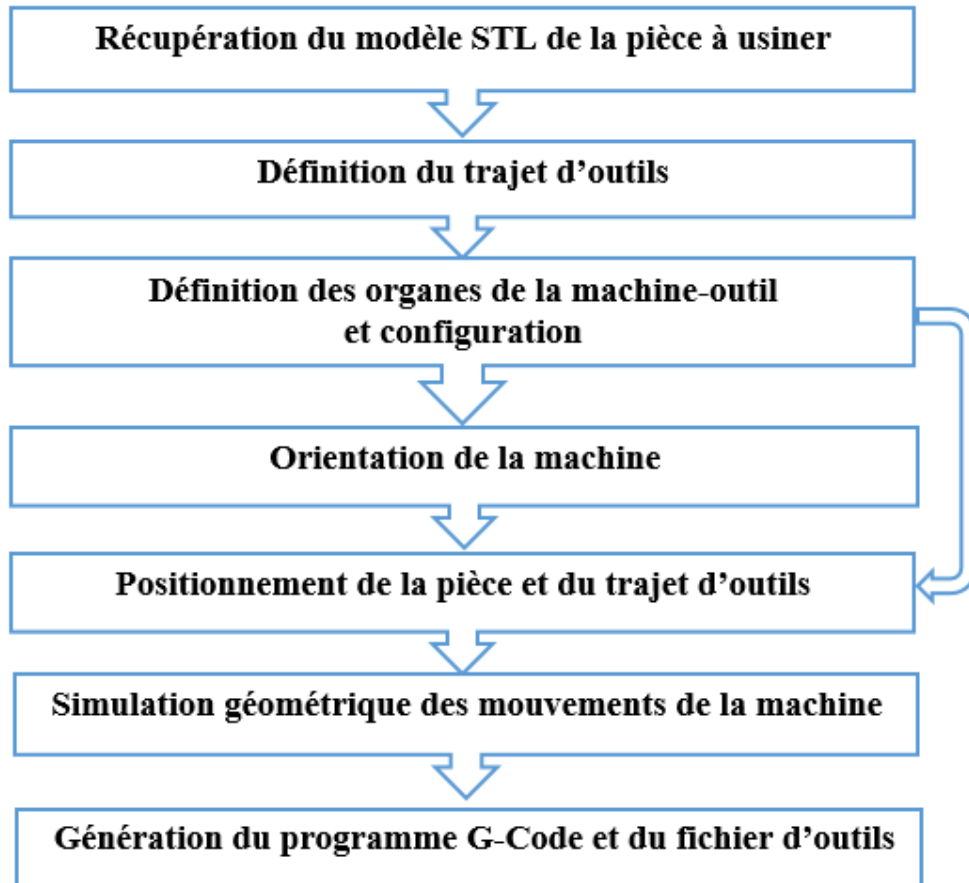 Récupération du modèle STL de la pièce à usiner
Définition du trajet d’outils
Définition des organes de la machine-outil
et configuration
Orientation de la machine
Positionnement de la pièce et du trajet d’outils
Simulation géométrique des mouvements de la machine
Génération du programme G-Code et du fichier d’outils